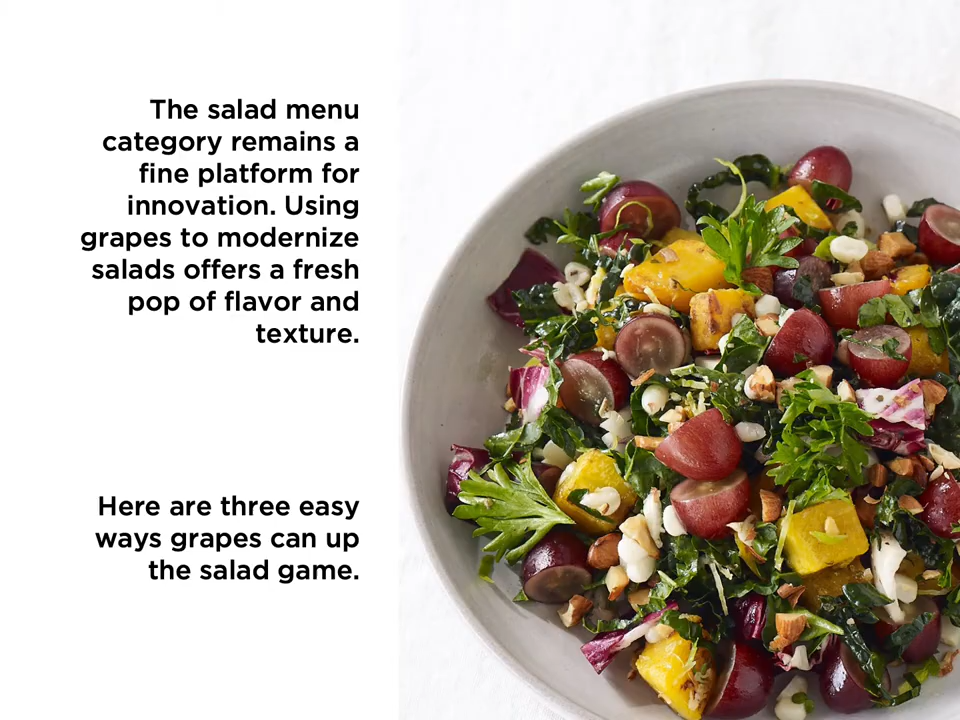 The salad menu
category remains a
fine platform for
innovation. Using
grapes to modernize
salads offers a fresh
pop of flavor and
texture.
Here are three easy
ways grapes can up
the salad game.